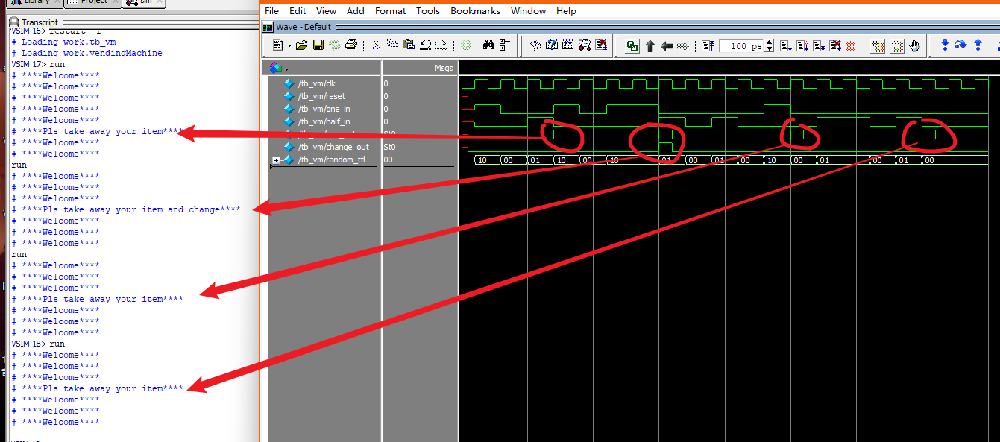 Library
Project
sim
Transcript
VSIM 16> restart -f
# Loading work.tb_vm
# Loading work.vendingMachine
VSIM 17> run
# ****Welcome****
# ****Welcome****
# ****Welcome****
# ****Welcome****
# ****Welcome****
# ****Pls take away your item****
# ****Welcome****
# ****Welcome****
run
# ****Welcome****
# ****Welcome****
# ****Welcome****
# ****Pls take away your item and change****
# ****Welcome****
# ****Welcome****
# ****Welcome****
run
# ****Welcome****
# ****Welcome****
# ****Welcome****
# ****Pls take away your item****
# ****Welcome****
# ****Welcome****
# ****Welcome****
VSIM 18> run
# ****Welcome****
# ****Welcome****
# ****Welcome****
# ****Pls take away your item****
# ****Welcome****
# ****Welcome****
# ****Welcome****
File Edit View Add Format Tools Bookmarks Window Help
Wave - Default
100 ps
Msgs
/tb_vm/clk 0
/tb_vm/reset 0
/tb_vm/one_in 0
/tb_vm/half_in 0
St0
/tb_vm/change_out St0
/tb_vm/random_ttl 00 10 00 01 10 00 10 01 00 01 00 10 00 01 00 01 00